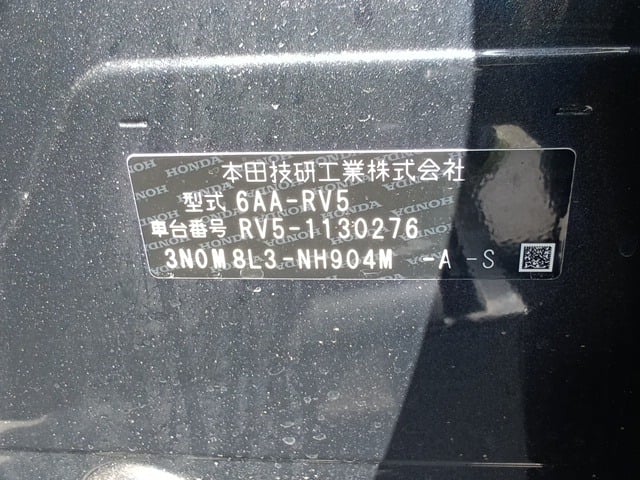 本田技研工業株式会社
型式 6AA-RV5
車台番号 RV5-1130276
3N0M8L3-NH904M -A -S